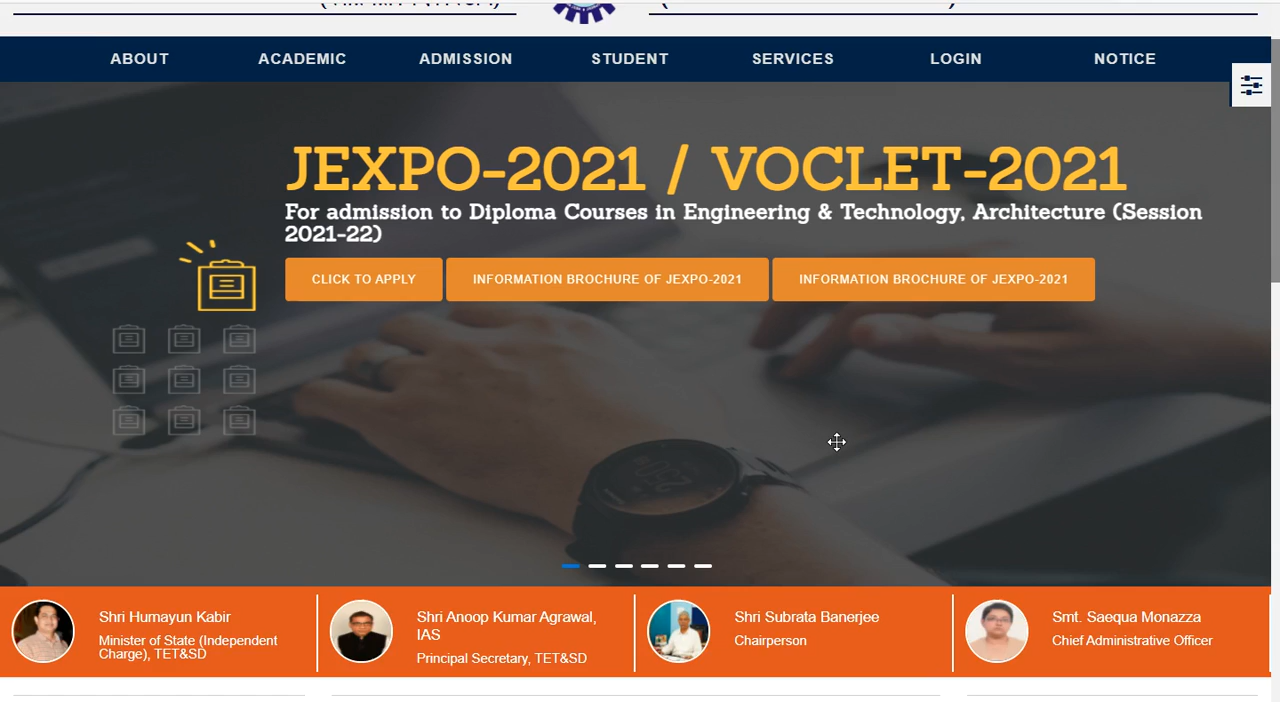 ABOUT
ACADEMIC
ADMISSION
STUDENT
SERVICES
LOGIN
NOTICE
JEXPO-2021 / VOCLET-2021
For admission to Diploma Courses in Engineering & Technology, Architecture (Session
2021-22)
CLICK TO APPLY
INFORMATION BROCHURE OF JEXPO-2021
INFORMATION BROCHURE OF JEXPO-2021
Shri Humayun Kabir
Minister of State (Independent
Charge), TET&SD
Shri Anoop Kumar Agrawal,
IAS
Principal Secretary, TET&SD
Shri Subrata Banerjee
Chairperson
Smt. Saequa Monazza
Chief Administrative Officer